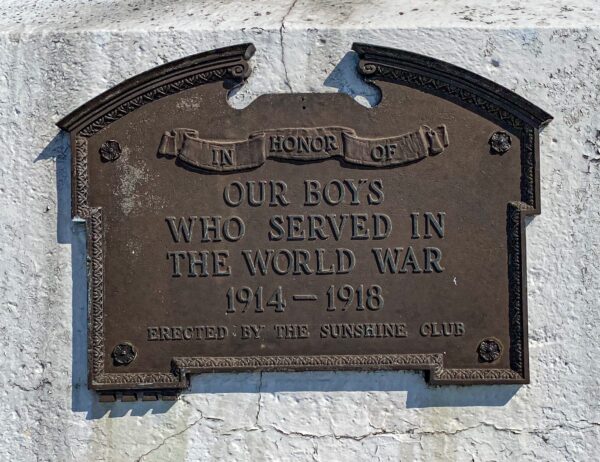 IN HONOR OF
OUR BOYS
WHO SERVED IN
THE WORLD WAR
1914 — 1918
ERECTED BY THE SUNSHINE CLUB